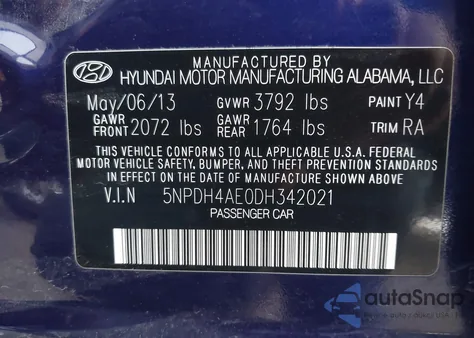 MANUFACTURED BY
HYUNDAI MOTOR MANUFACTURING ALABAMA, LLC
May/06/13 GVWR 3792 lbs PAINT Y4
GAWR FRONT 2072 lbs GAWR REAR 1764 lbs TRIM RA
THIS VEHICLE CONFORMS TO ALL APPLICABLE U.S.A. FEDERAL
MOTOR VEHICLE SAFETY, BUMPER, AND THEFT PREVENTION STANDARDS
IN EFFECT ON THE DATE OF MANUFACTURE SHOWN ABOVE.
V.I.N 5NPDH4AE0DH342021
PASSENGER CAR
autoSnap